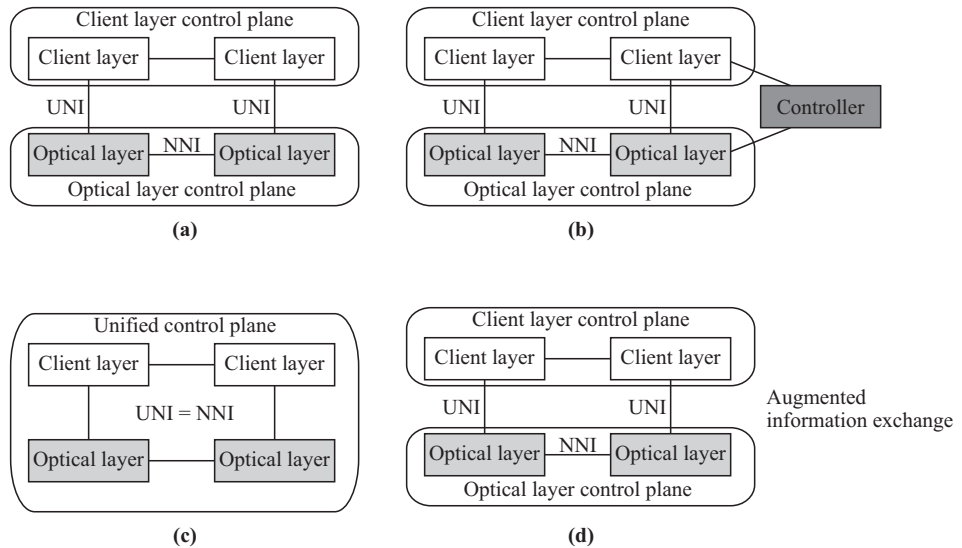 Client layer control plane
Client layer
Client layer
UNI
UNI
Optical layer
NNI
Optical layer
Optical layer control plane
(a)
Client layer control plane
Client layer
Client layer
UNI
UNI
Controller
Optical layer
NNI
Optical layer
Optical layer control plane
(b)
Unified control plane
Client layer
Client layer
UNI = NNI
Optical layer
Optical layer
(c)
Client layer control plane
Client layer
Client layer
UNI
UNI
Augmented
information exchange
Optical layer
NNI
Optical layer
Optical layer control plane
(d)